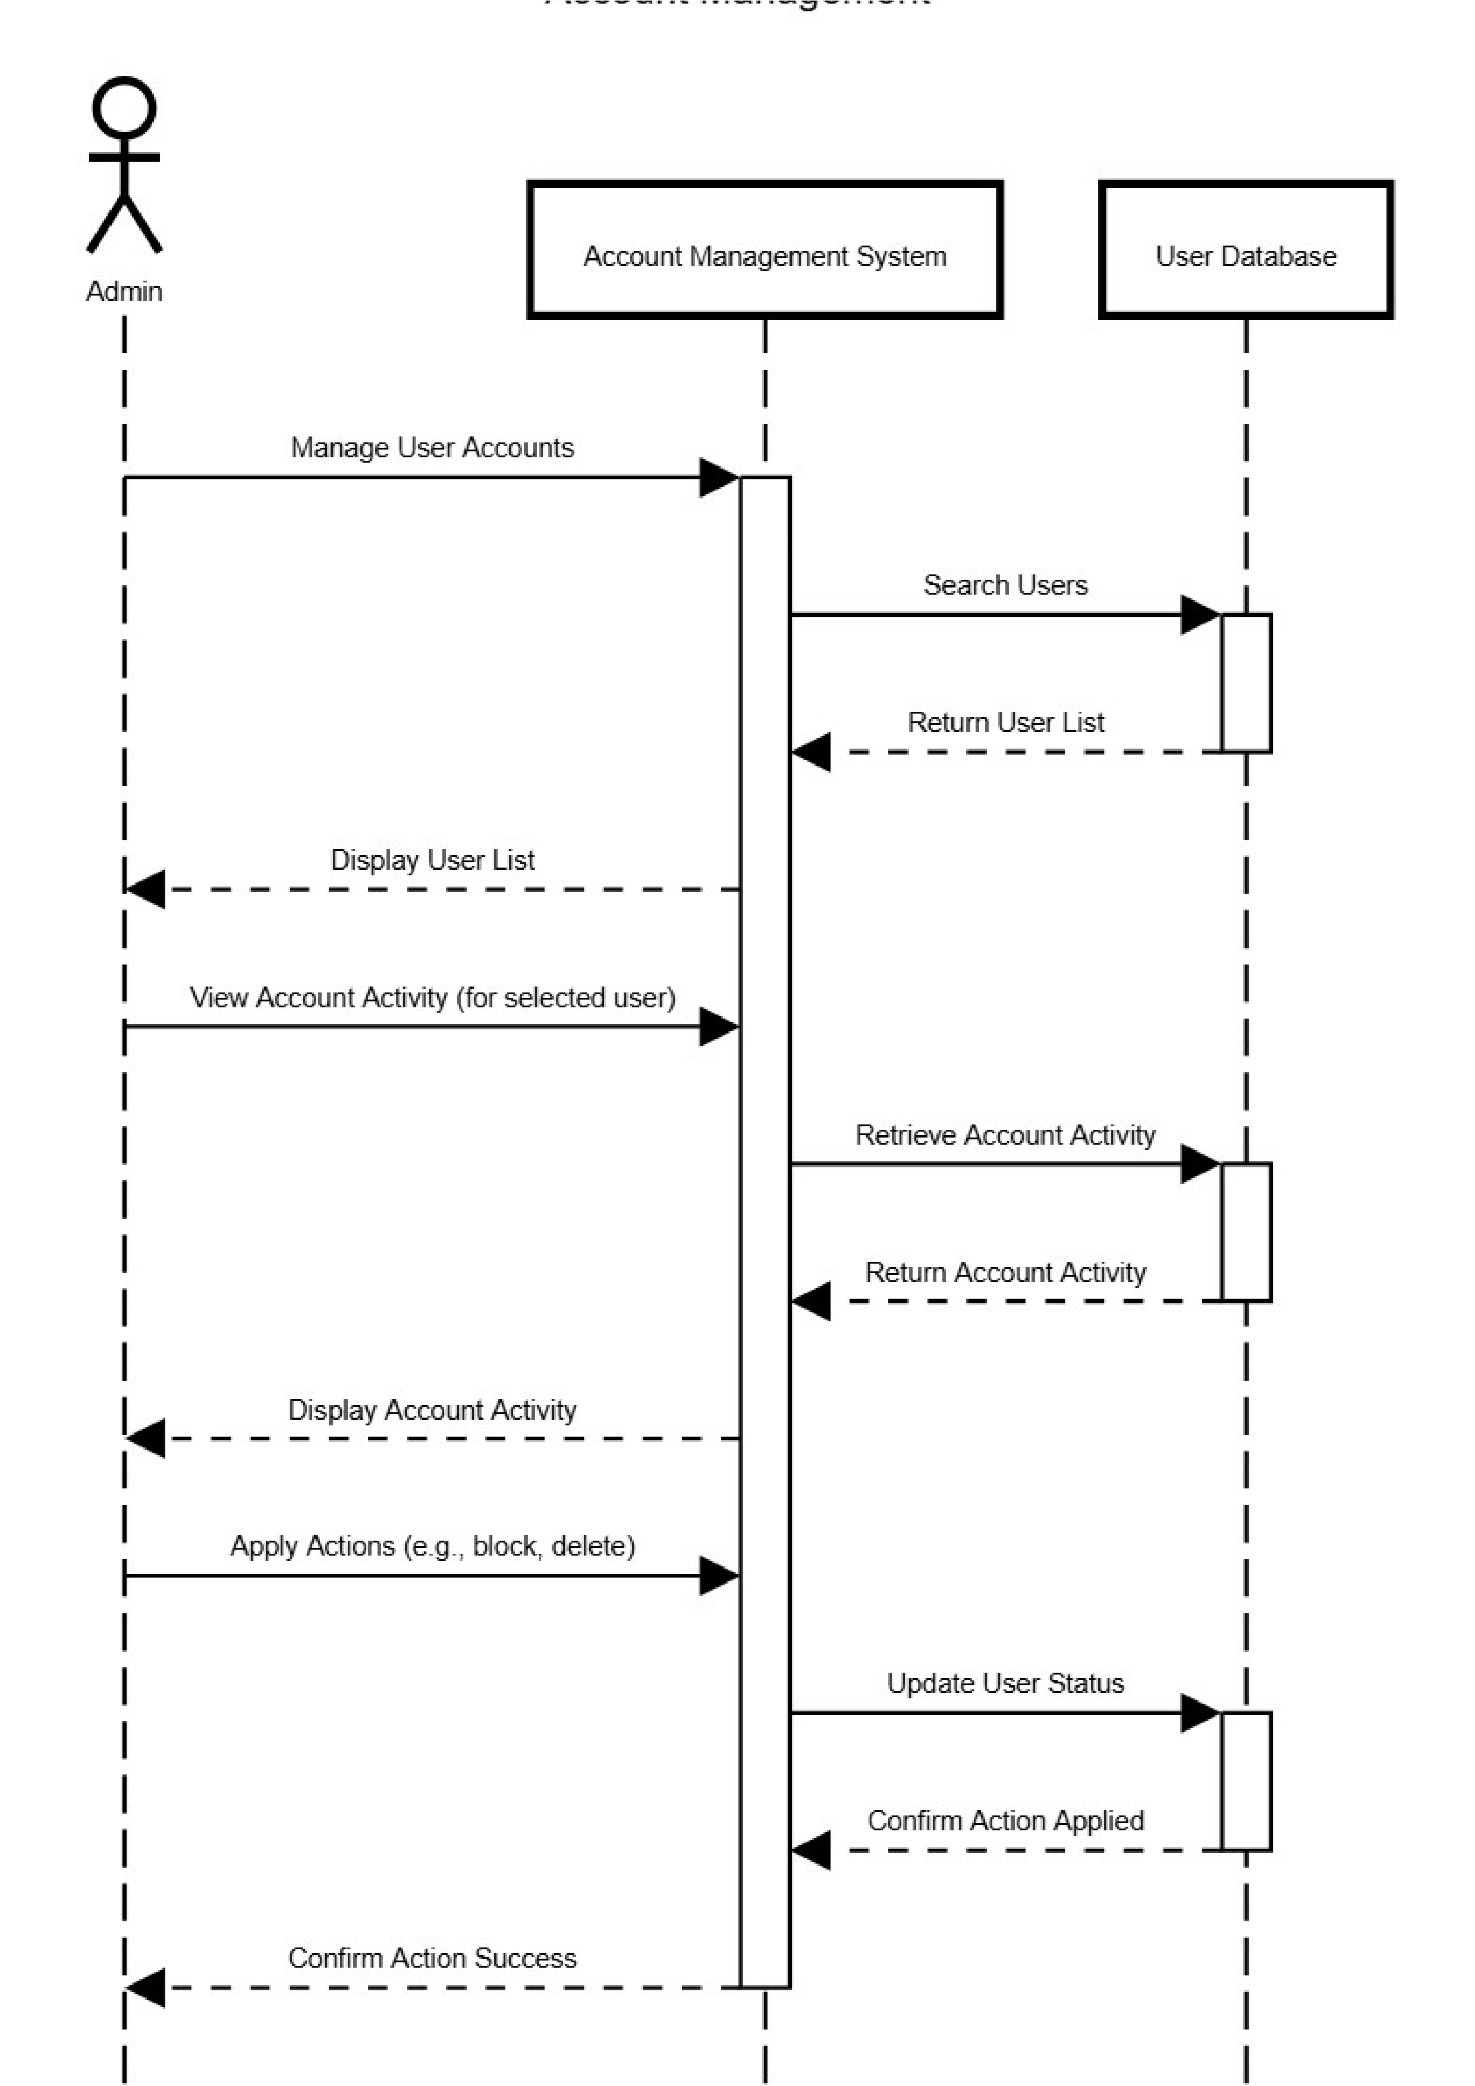 Account Management
Admin
Account Management System
User Database
Manage User Accounts
Search Users
Return User List
Display User List
View Account Activity (for selected user)
Retrieve Account Activity
Return Account Activity
Display Account Activity
Apply Actions (e.g., block, delete)
Update User Status
Confirm Action Applied
Confirm Action Success